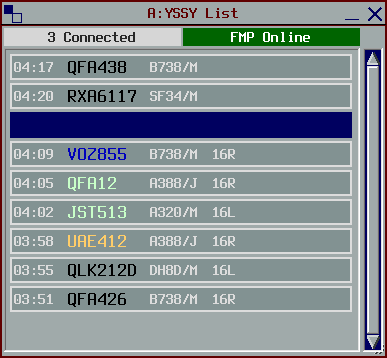 A:YSSY List
3 Connected FMP Online
04:17 QFA438 B738/M
04:20 RXA6117 SF34/M
04:09 VOZ855 B738/M 16R
04:05 QFA12 A388/J 16R
04:02 JST513 A320/M 16L
03:58 UAE412 A388/J 16R
03:55 QLK212D DH8D/M 16L
03:51 QFA426 B738/M 16R